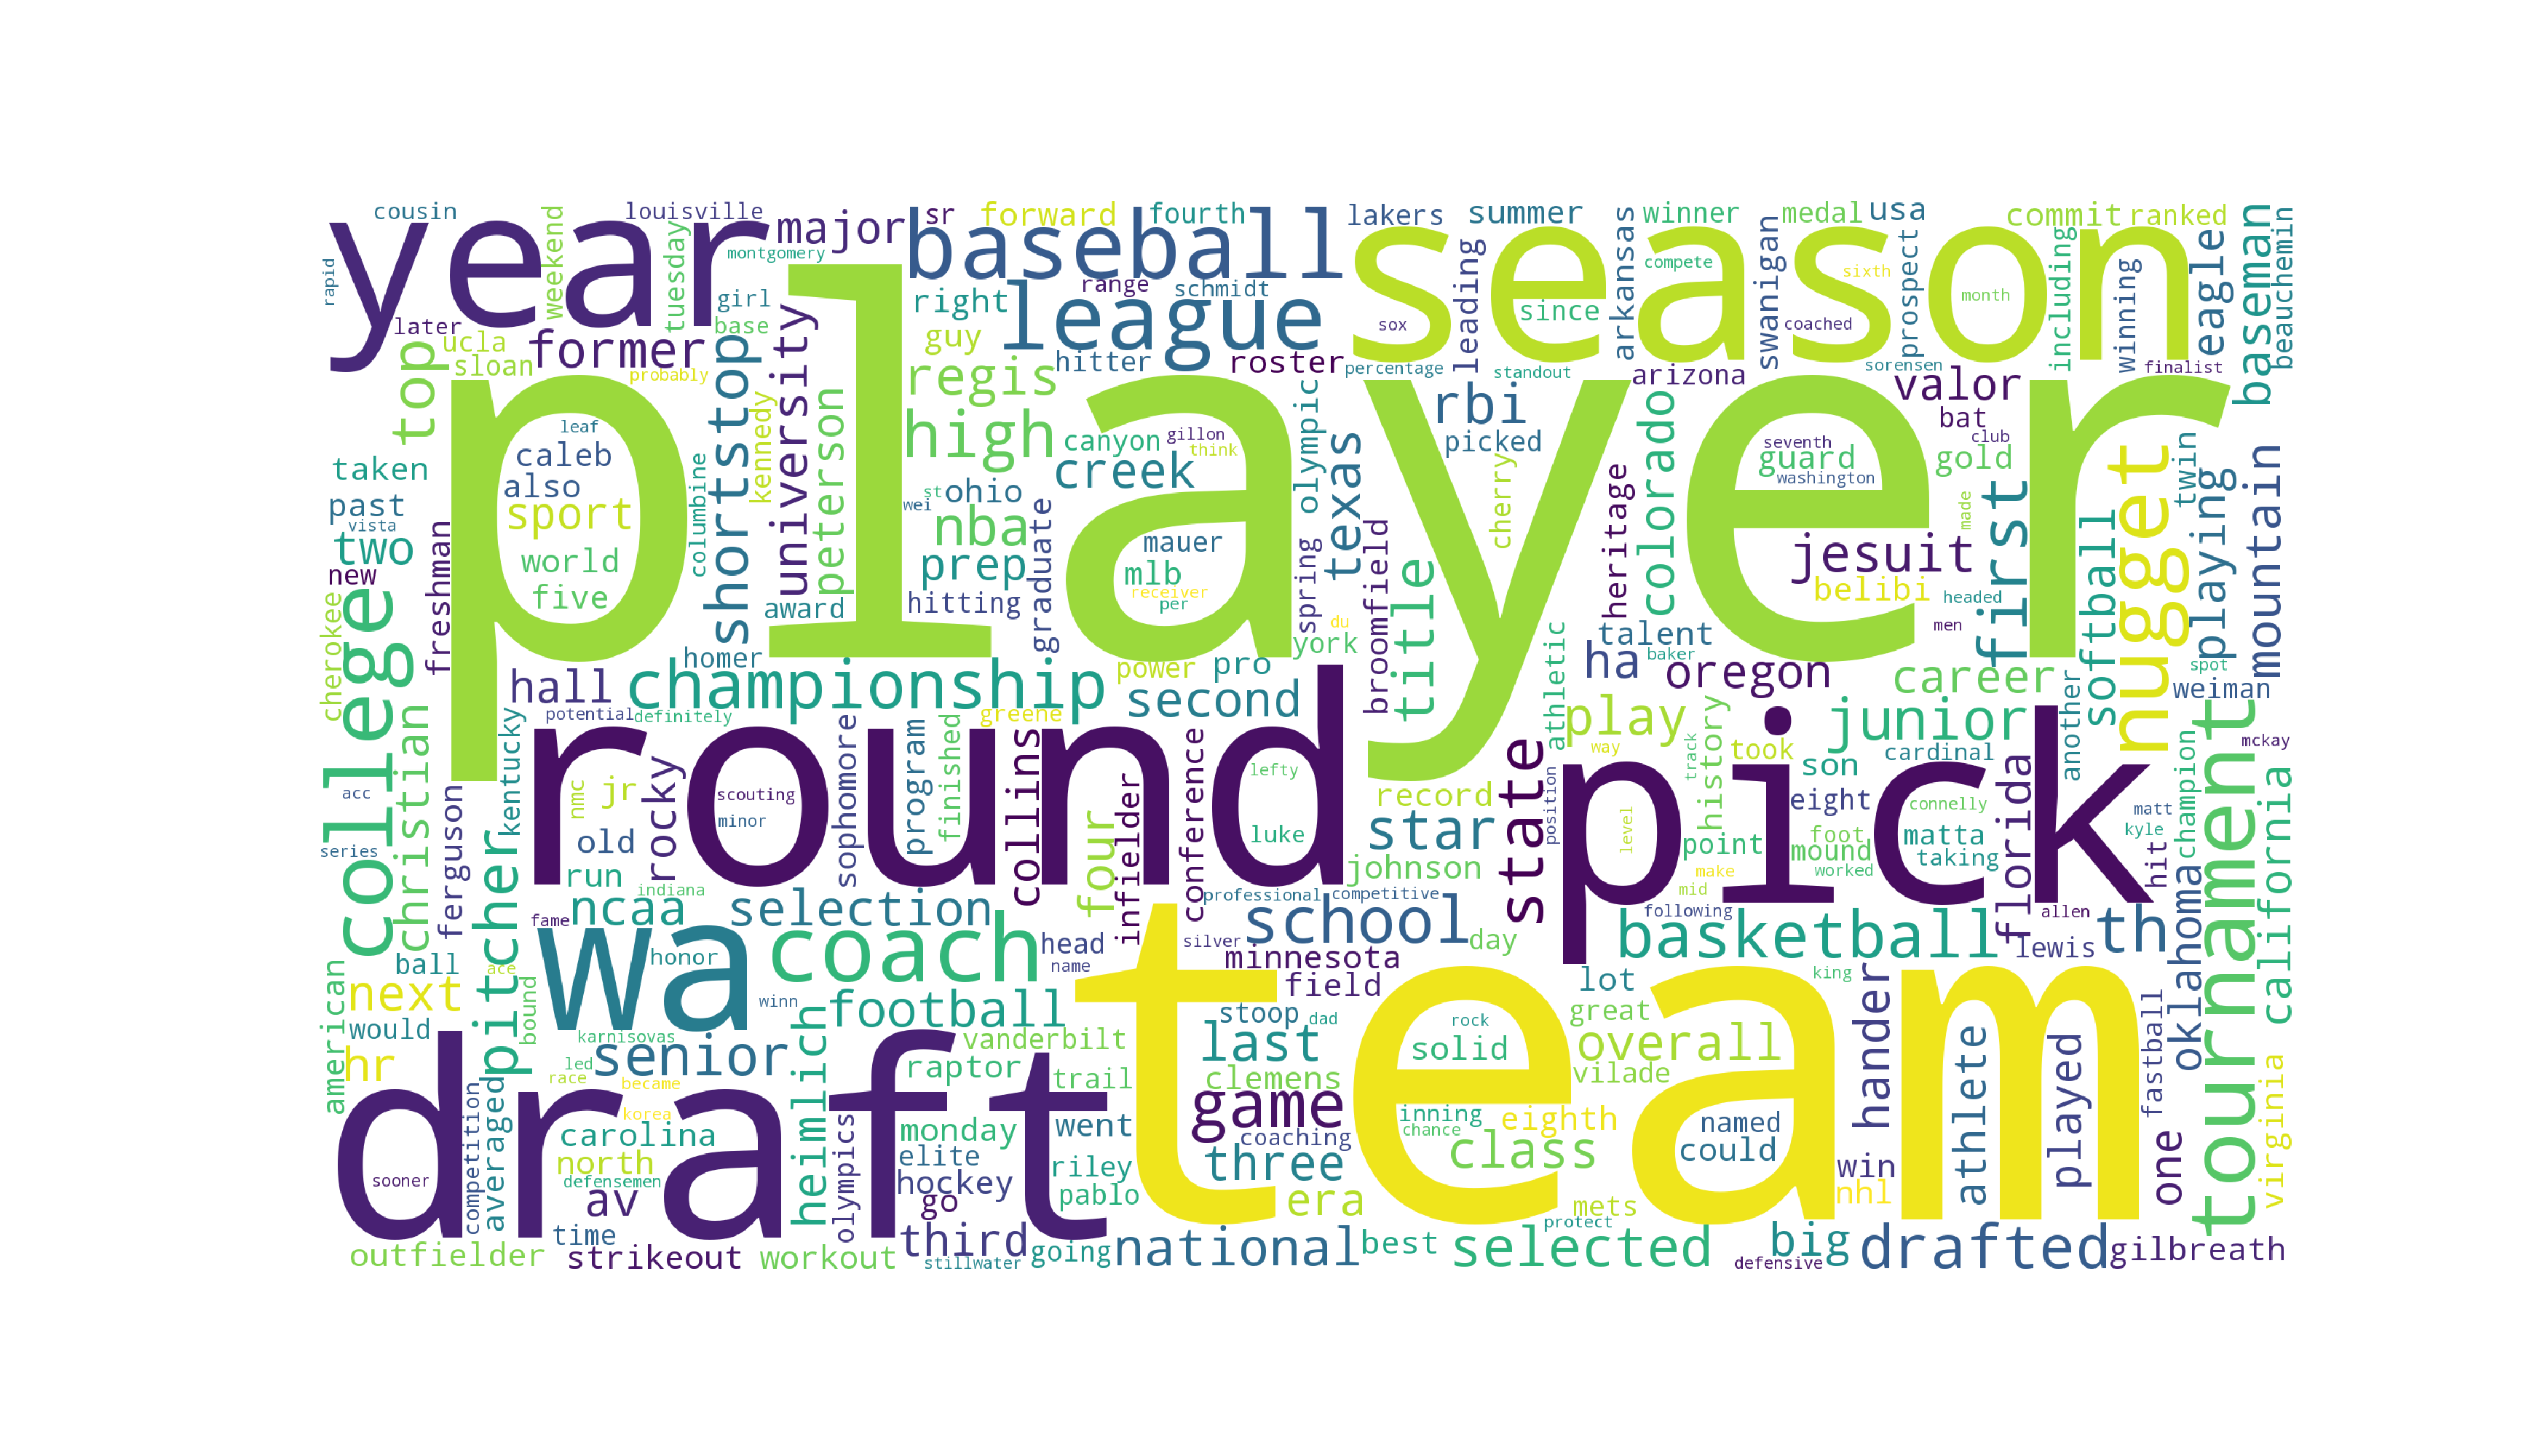 cousin
louisville
major
sr
forward
fourth
lakers
summer
winner
medal
usa
commit
ranked
year
weekend
tuesday
montgomery
baseball
season
arkansas
swanigan
prospect
including
winning
eagle
baseman
beauchemin
rapid
later
ucla
former
girl
base
right
range
schmidt
league
leading
since
compete
sixth
coached
month
sox
top
sloan
probably
shortstop
university
guy
hitter
roster
percentage
standout
arizona
sorensen
valor
finalist
player
kennedy
peterson
regis
high
canyon
gillon
think
creek
olympic
texas
rbi
picked
colorado
seventh
guard
washington
bat
club
gold
nugget
twin
playing
mountain
leaf
caleb
also
sport
world
five
taken
past
vista
two
new
columbine
st
ohio
wei
nba
prep
hitting
graduate
mauer
mlb
receiver
per
spring
du
york
cherry
heritage
jesuit
belibi
made
headed
men
first
softball
cherokee
freshman
college
award
homer
hall
championship
power
pro
second
broomfield
title
athletic
talent
ha
baker
oregon
career
spot
weiman
another
christian
kentucky
potential
definitely
greene
round
sophomore
program
finished
collins
conference
infielder
four
lefty
luke
record
star
state
play
way
track
history
took
son
cardinal
junior
pick
eight
connelly
florida
champion
tournament
mckay
matt
kyle
california
acc
series
nmc
jr
rocky
scouting
minor
old
run
indiana
pitcher
ferguson
johnson
position
level
point
foot
mound
matta
taking
make
worked
mid
hit
oklahoma
fame
ncaa
selection
professional
competitive
school
following
allen
basketball
lewis
th
wa
honor
coach
head
name
silver
minnesota
day
field
lot
king
ball
ace
american
next
would
hr
bound
winn
football
stoop
dad
rock
great
team
hander
athlete
played
fastball
karnisovas
senior
heimlich
vanderbilt
last
solid
overall
led
race
became
korea
raptor
trail
clemens
vilade
draft
game
inning
chance
eighth
named
virginia
competition
averaged
carolina
olympics
monday
went
coaching
three
class
could
win
one
sooner
north
defensemen
av
elite
hockey
go
riley
pablo
era
mets
nhl
time
outfielder
strikeout
workout
third
stillwater
going
national
best
selected
protect
defensive
big
drafted
gilbreath